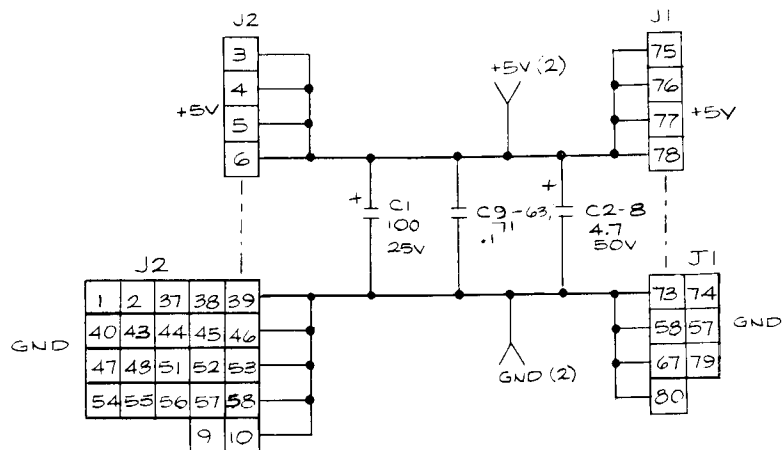 J2
3
4
5
6
+5V
+5V (2)
J1
75
76
77
78
+5V
+
C1
100
25V
C9-63,
71
.1
+
C2-8
4.7
50V
J2
1 2 37 38 39
40 43 44 45 46
47 48 51 52 53
54 55 56 57 58
9 10
GND
GND (2)
J1
73 74
58 57
67 79
80
GND